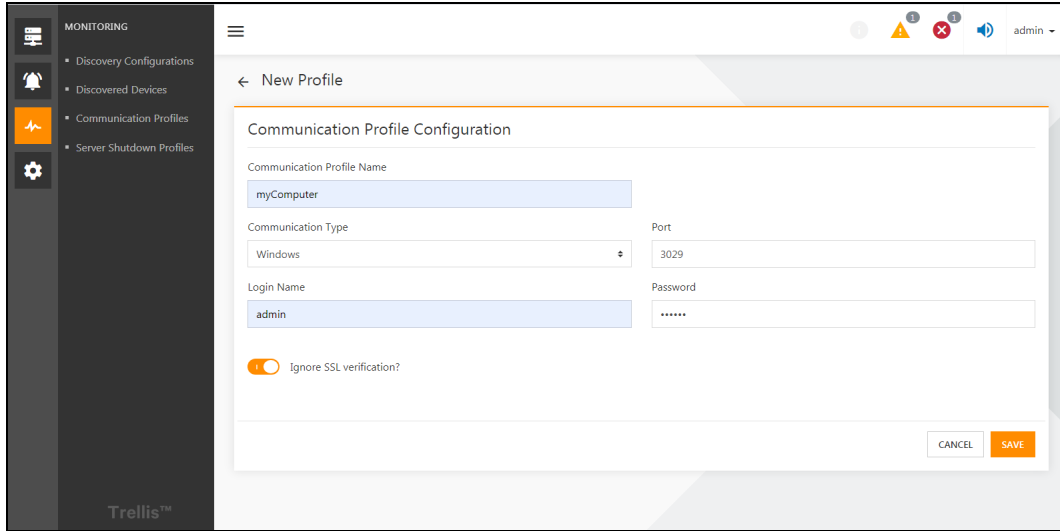 MONITORING
Discovery Configurations
Discovered Devices
Communication Profiles
Server Shutdown Profiles
Trellis™
1
1
admin
New Profile
Communication Profile Configuration
Communication Profile Name
myComputer
Communication Type
Port
Windows
3029
Login Name
Password
admin
••••••
Ignore SSL verification?
CANCEL
SAVE